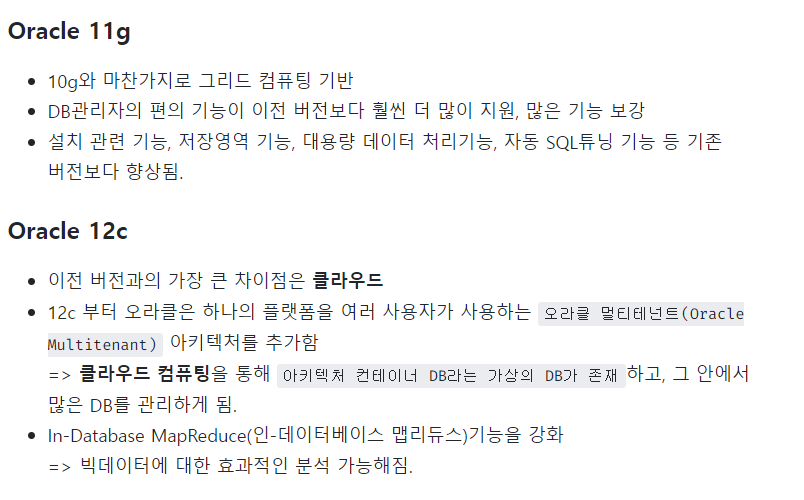 Oracle 11g
10g와 마찬가지로 그리드 컴퓨팅 기반
DB관리자의 편의 기능이 이전 버전보다 훨씬 더 많이 지원, 많은 기능 보강
설치 관련 기능, 저장영역 기능, 대용량 데이터 처리기능, 자동 SQL튜닝 기능 등 기존
버전보다 향상됨.
Oracle 12c
이전 버전과의 가장 큰 차이점은 클라우드
12c 부터 오라클은 하나의 플랫폼을 여러 사용자가 사용하는 오라클 멀티테넌트(Oracle
Multitenant) 아키텍처를 추가함
=> 클라우드 컴퓨팅을 통해 아키텍처 컨테이너 DB라는 가상의 DB가 존재하고, 그 안에서
많은 DB를 관리하게 됨.
In-Database MapReduce(인-데이터베이스 맵리듀스)기능을 강화
=> 빅데이터에 대한 효과적인 분석 가능해짐.